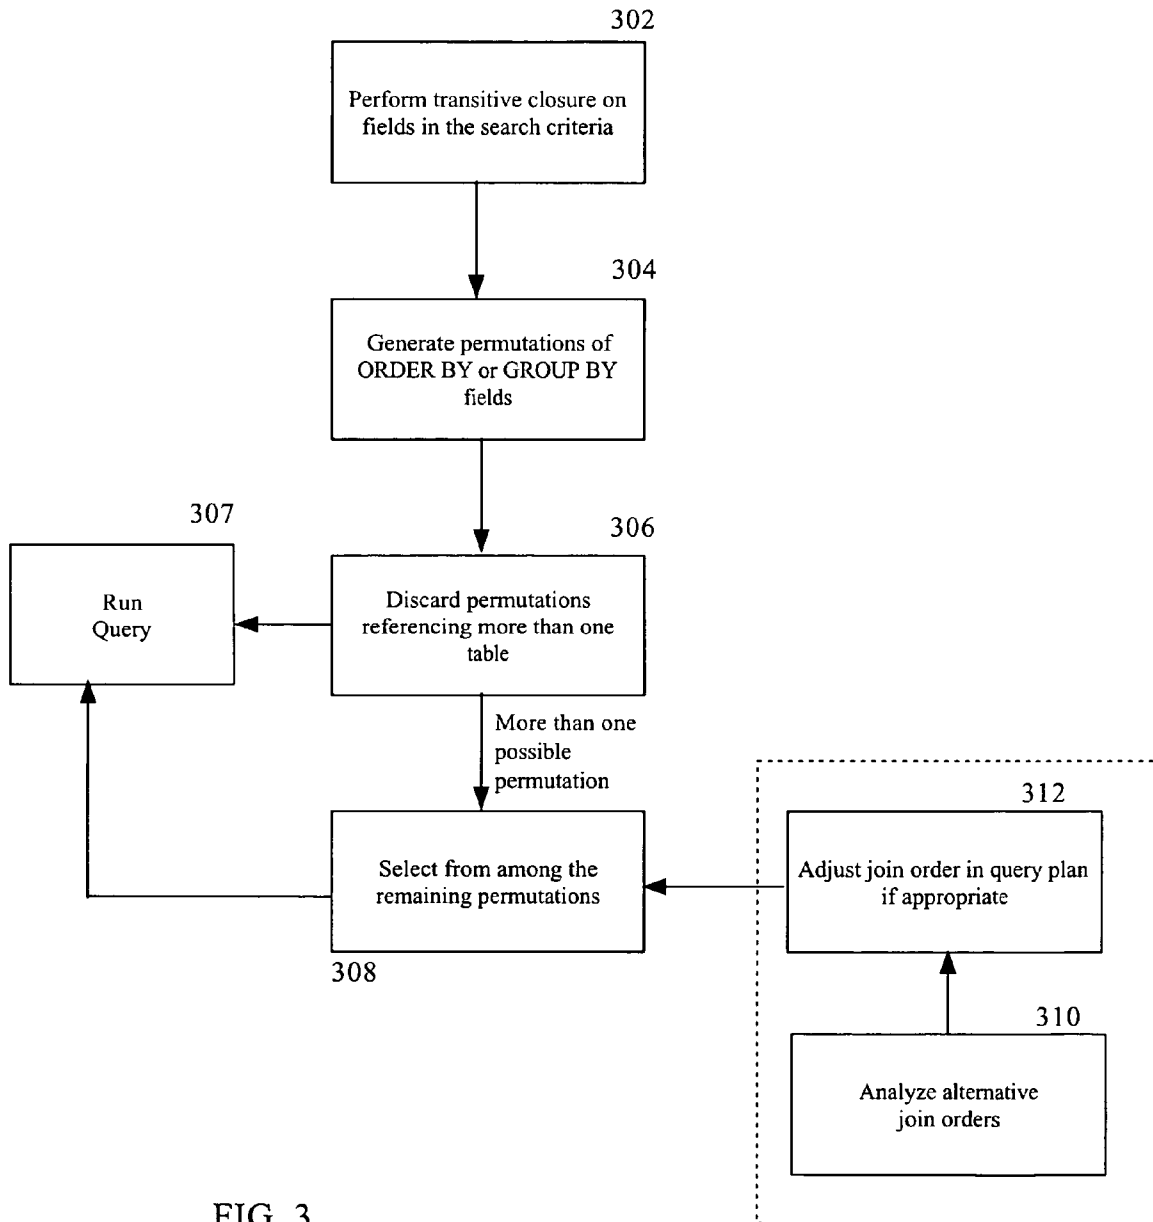 302
Perform transitive closure on
fields in the search criteria
304
Generate permutations of
ORDER BY or GROUP BY
fields
307
Run
Query
306
Discard permutations
referencing more than one
table
More than one
possible
permutation
312
Adjust join order in query plan
if appropriate
Select from among the
remaining permutations
308
310
Analyze alternative
join orders
FIG. 3